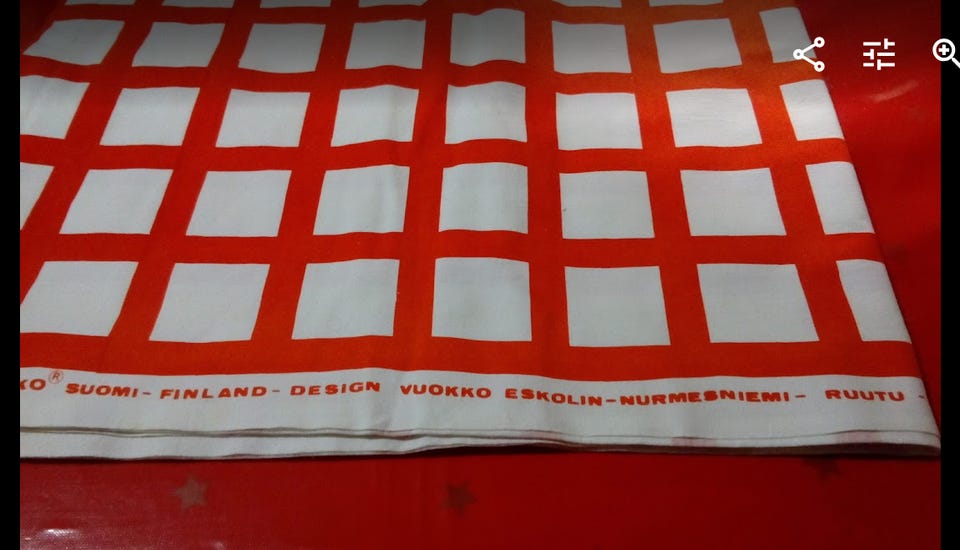 KO® SUOMI - FINLAND - DESIGN VUOKKO ESKOLIN-NURMESNIEMI - RUUTU -